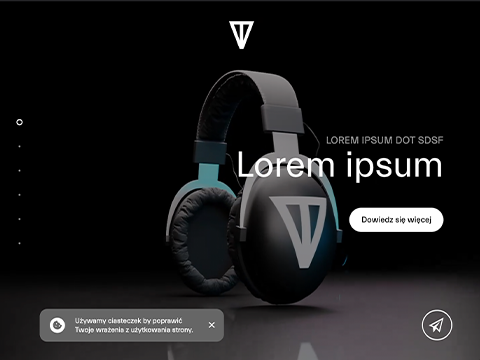 LOREM IPSUM DOT SDSF
Lorem ipsum
Dowiedz się więcej
Używamy ciasteczek by poprawić
Twoje wrażenia z użytkowania strony.